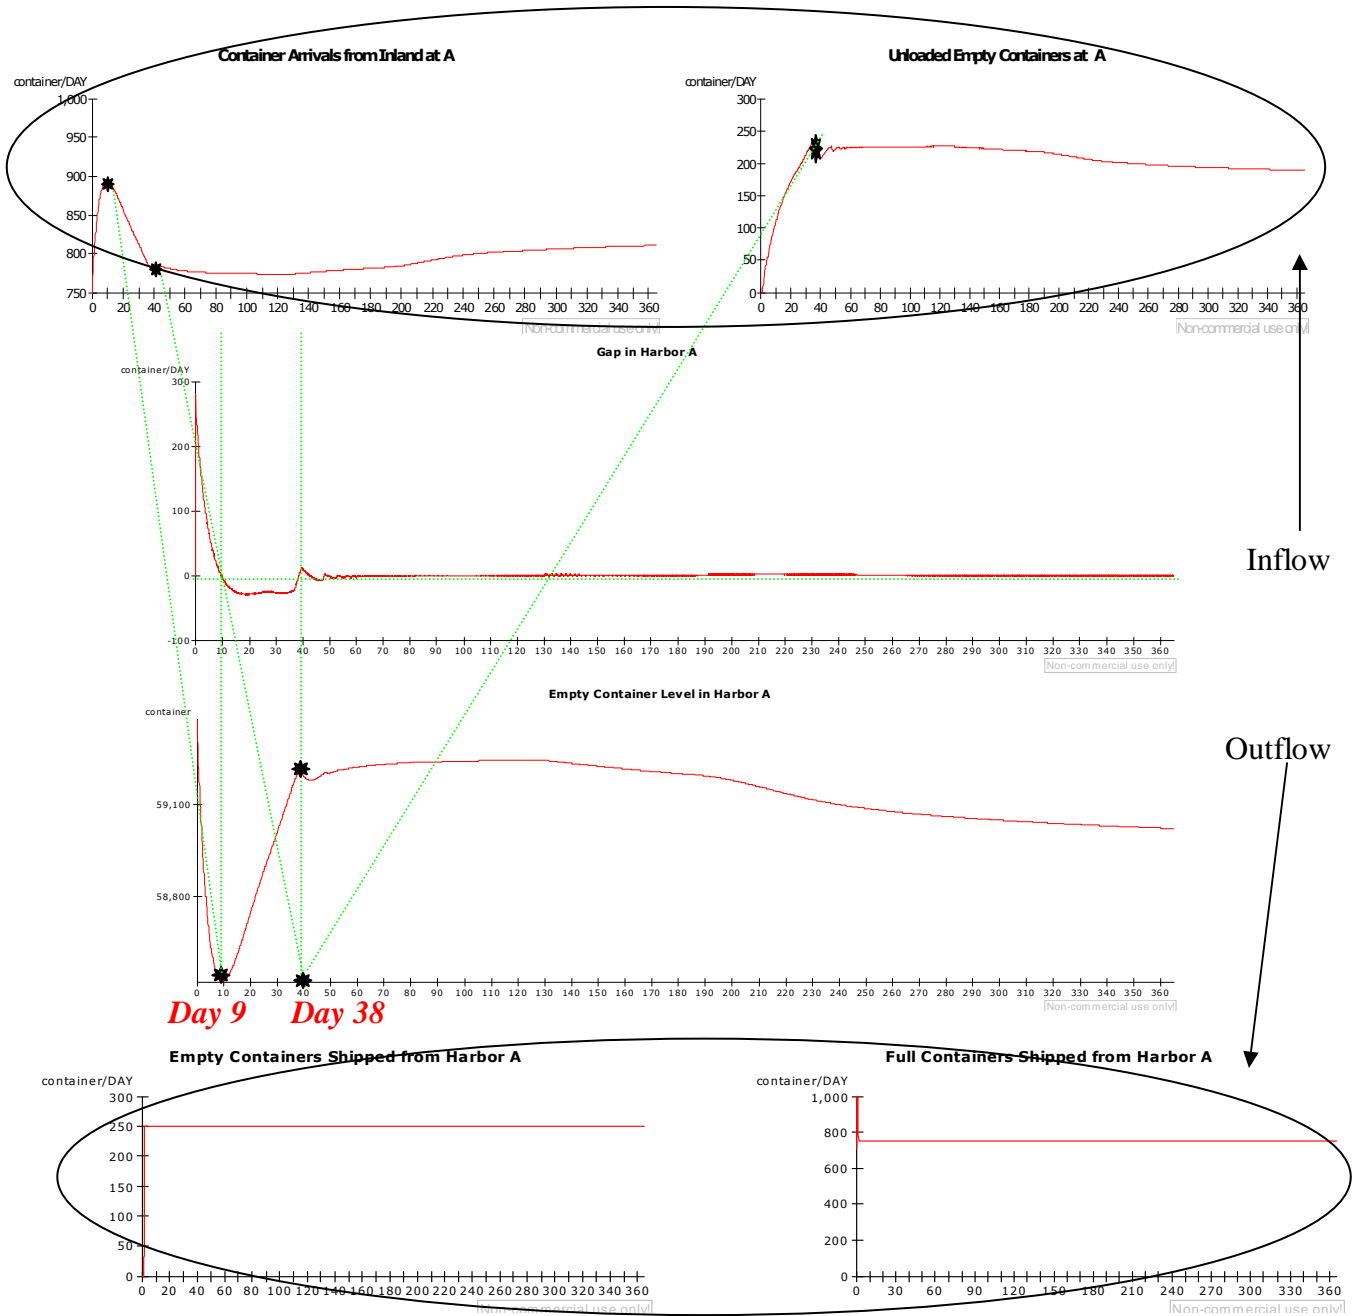 Container Arrivals from Inland at A
Unloaded Empty Containers at A
container/DAY
container/DAY
1,000
950
900
850
800
750
0 20 40 60 80 100 120 140 160 180 200 220 240 260 280 300 320 340 360
Non-commercial use only!
300
250
200
150
100
50
0
0 20 40 60 80 100 120 140 160 180 200 220 240 260 280 300 320 340 360
Non-commercial use only!
Gap in Harbor A
container/DAY
300
200
100
0
-100
0 10 20 30 40 50 60 70 80 90 100 110 120 130 140 150 160 170 180 190 200 210 220 230 240 250 260 270 280 290 300 310 320 330 340 350 360
Non-commercial use only!
Inflow
Empty Container Level in Harbor A
container
59,100
58,800
0 10 20 30 40 50 60 70 80 90 100 110 120 130 140 150 160 170 180 190 200 210 220 230 240 250 260 270 280 290 300 310 320 330 340 350 360
Non-commercial use only!
Outflow
Day 9 Day 38
Empty Containers Shipped from Harbor A
Full Containers Shipped from Harbor A
container/DAY
container/DAY
300
250
200
150
100
50
0
0 20 40 60 80 100 120 140 160 180 200 220 240 260 280 300 320 340 360
Non-commercial use only!
1,000
800
600
400
200
0
0 30 60 90 120 150 180 210 240 270 300 330 360
Non-commercial use only!